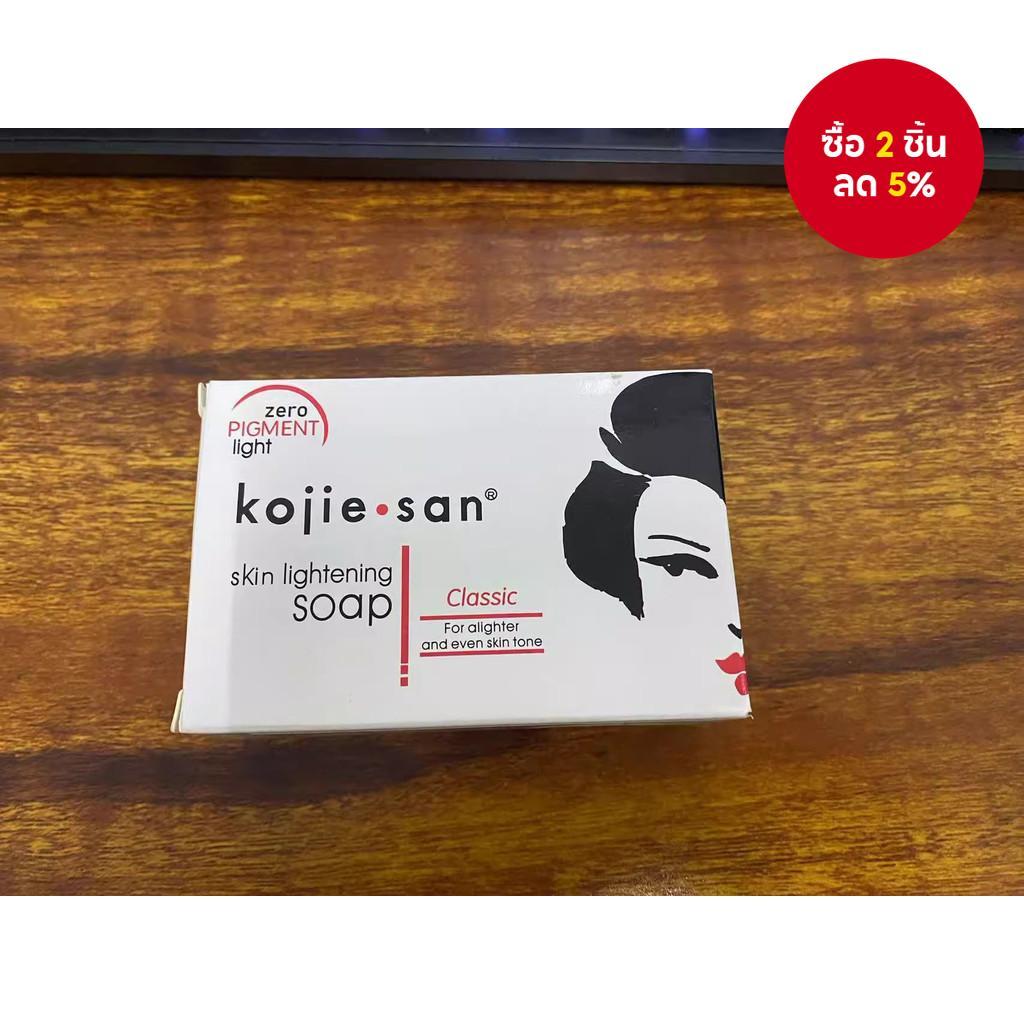 ซื้อ 2 ชิ้น
ลด 5%
zero
PIGMENT
light
kojie•san®
skin lightening
soap
Classic
For alighter
and even skin tone